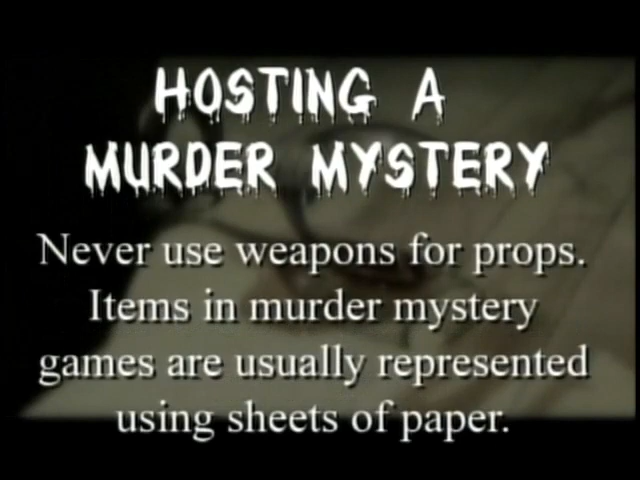 HOSTING A
MURDER MYSTERY
Never use weapons for props.
Items in murder mystery
games are usually represented
using sheets of paper.